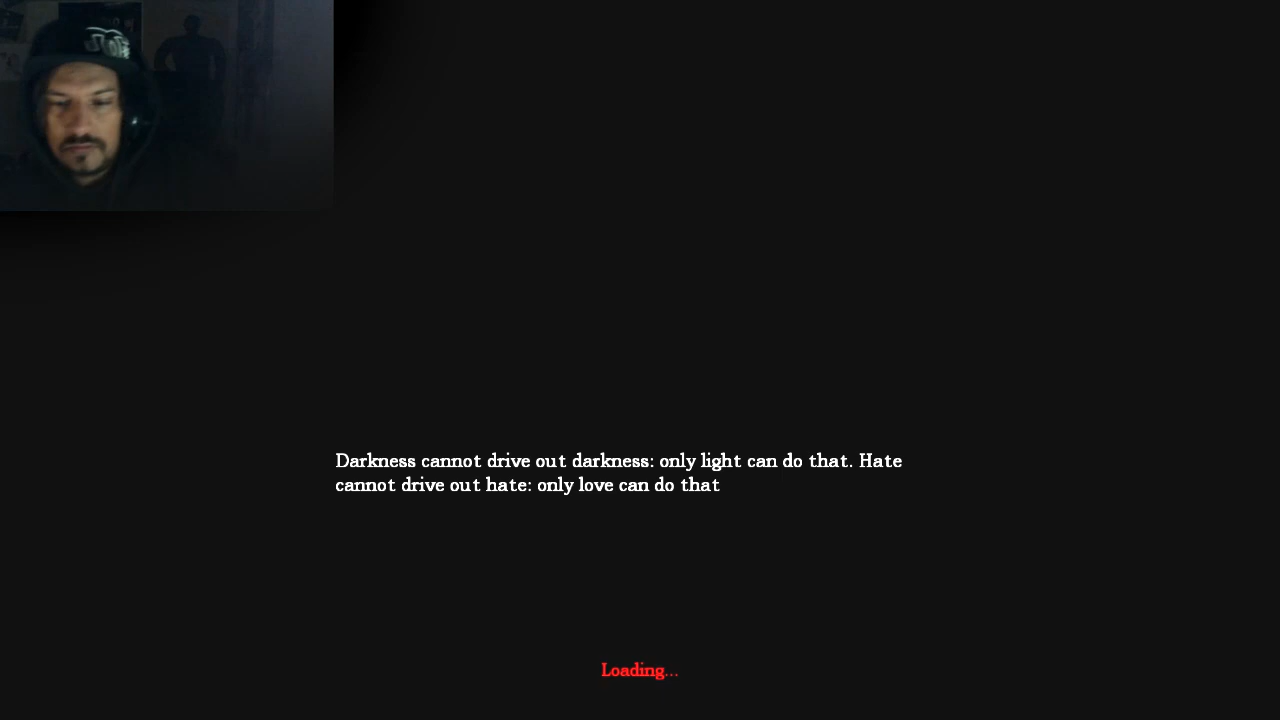 Darkness cannot drive out darkness: only light can do that. Hate
cannot drive out hate: only love can do that
Loading...